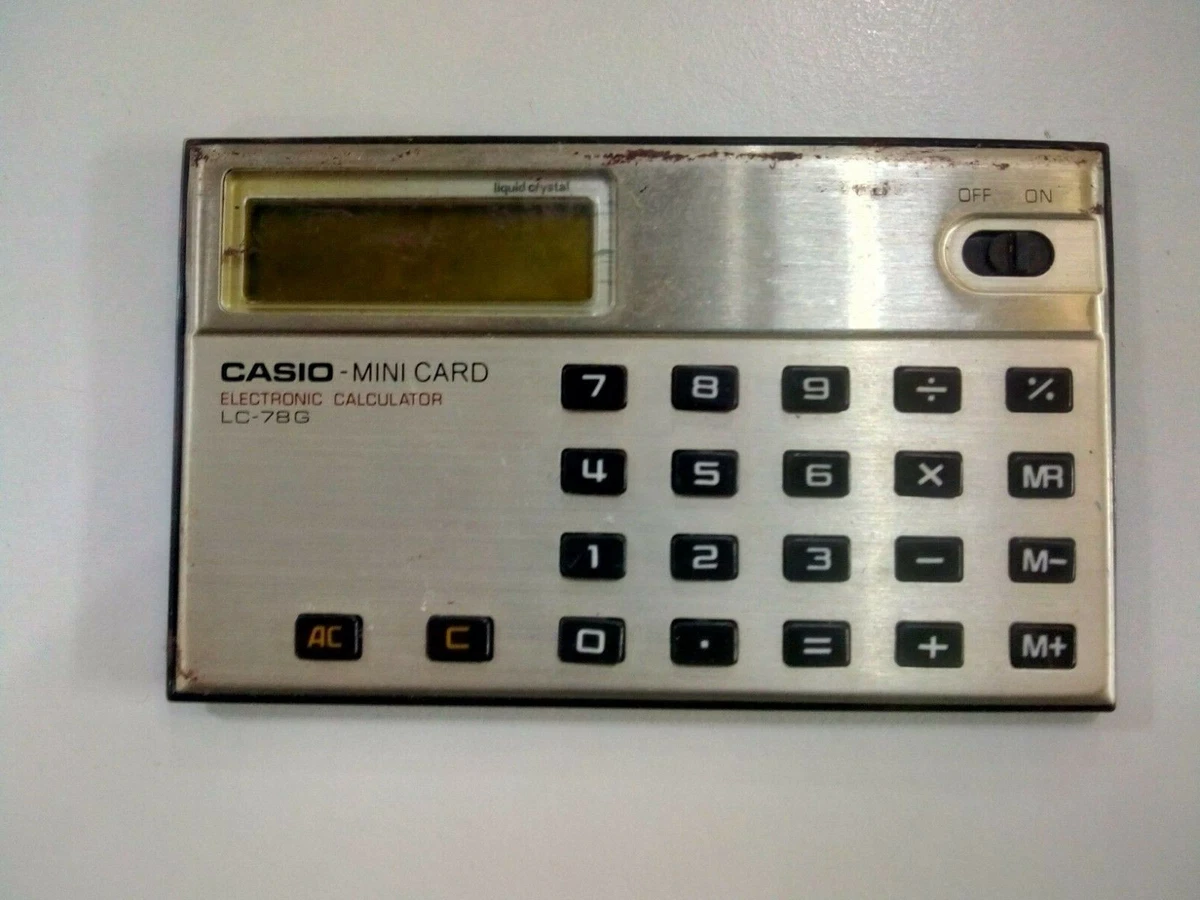 liquid crystal
OFF ON
CASIO - MINI CARD
ELECTRONIC CALCULATOR
LC-78G
7 8 9 ÷ %
4 5 6 × MR
1 2 3 − M−
AC C 0 . = + M+